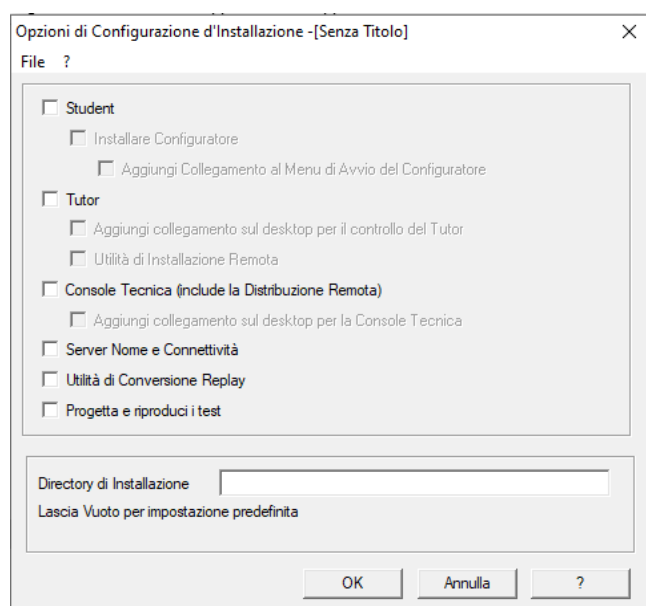 Opzioni di Configurazione d'Installazione -[Senza Titolo]
File ?
Student
Installare Configuratore
Aggiungi Collegamento al Menu di Avvio del Configuratore
Tutor
Aggiungi collegamento sul desktop per il controllo del Tutor
Utilità di Installazione Remota
Console Tecnica (include la Distribuzione Remota)
Aggiungi collegamento sul desktop per la Console Tecnica
Server Nome e Connettività
Utilità di Conversione Replay
Progetta e riproduci i test
Directory di Installazione
Lascia Vuoto per impostazione predefinita
OK Annulla ?